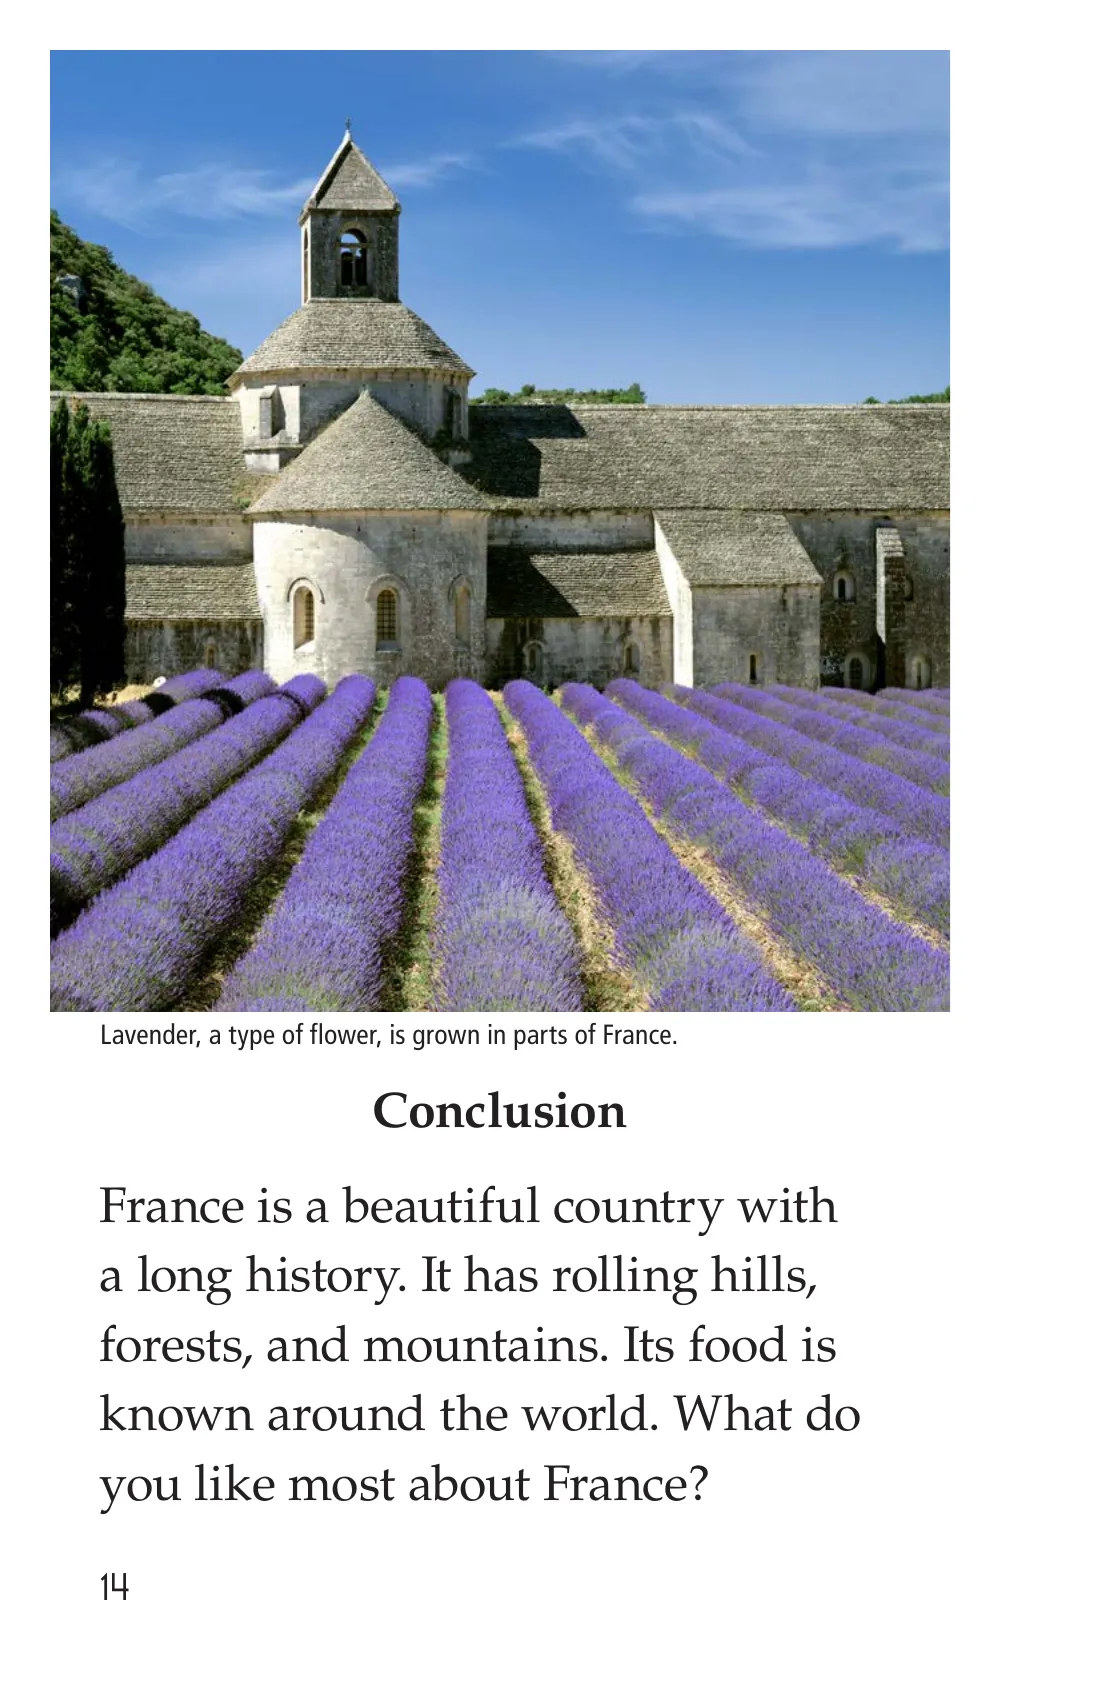 Lavender, a type of flower, is grown in parts of France.
Conclusion
France is a beautiful country with
a long history. It has rolling hills,
forests, and mountains. Its food is
known around the world. What do
you like most about France?
14